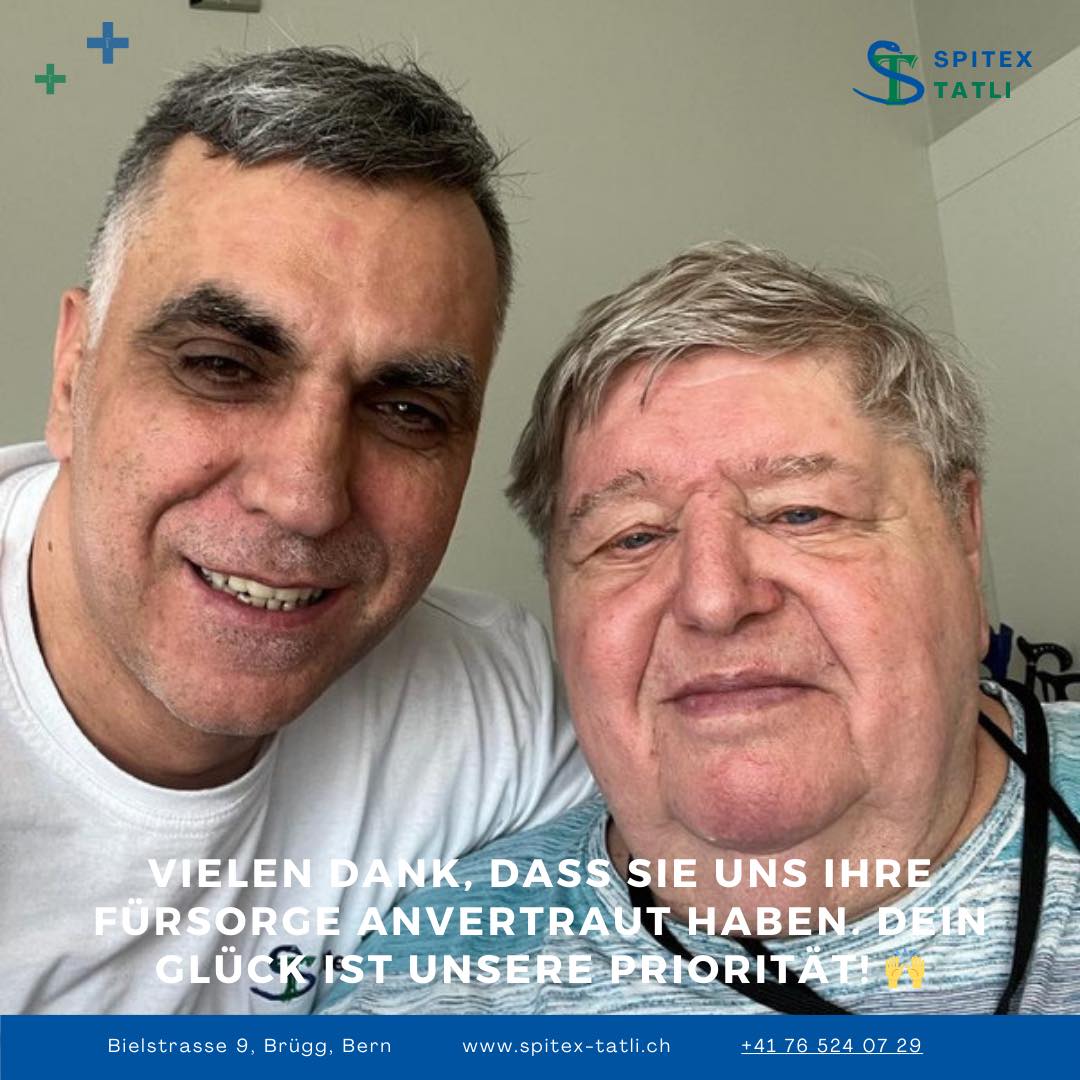 SPITEX
TATLI
VIELEN DANK, DASS SIE UNS IHRE
FÜRSORGE ANVERTRAUT HABEN. DEIN
GLÜCK IST UNSERE PRIORITÄT! 🙌
Bielstrasse 9, Brügg, Bern
www.spitex-tatli.ch
+41 76 524 07 29